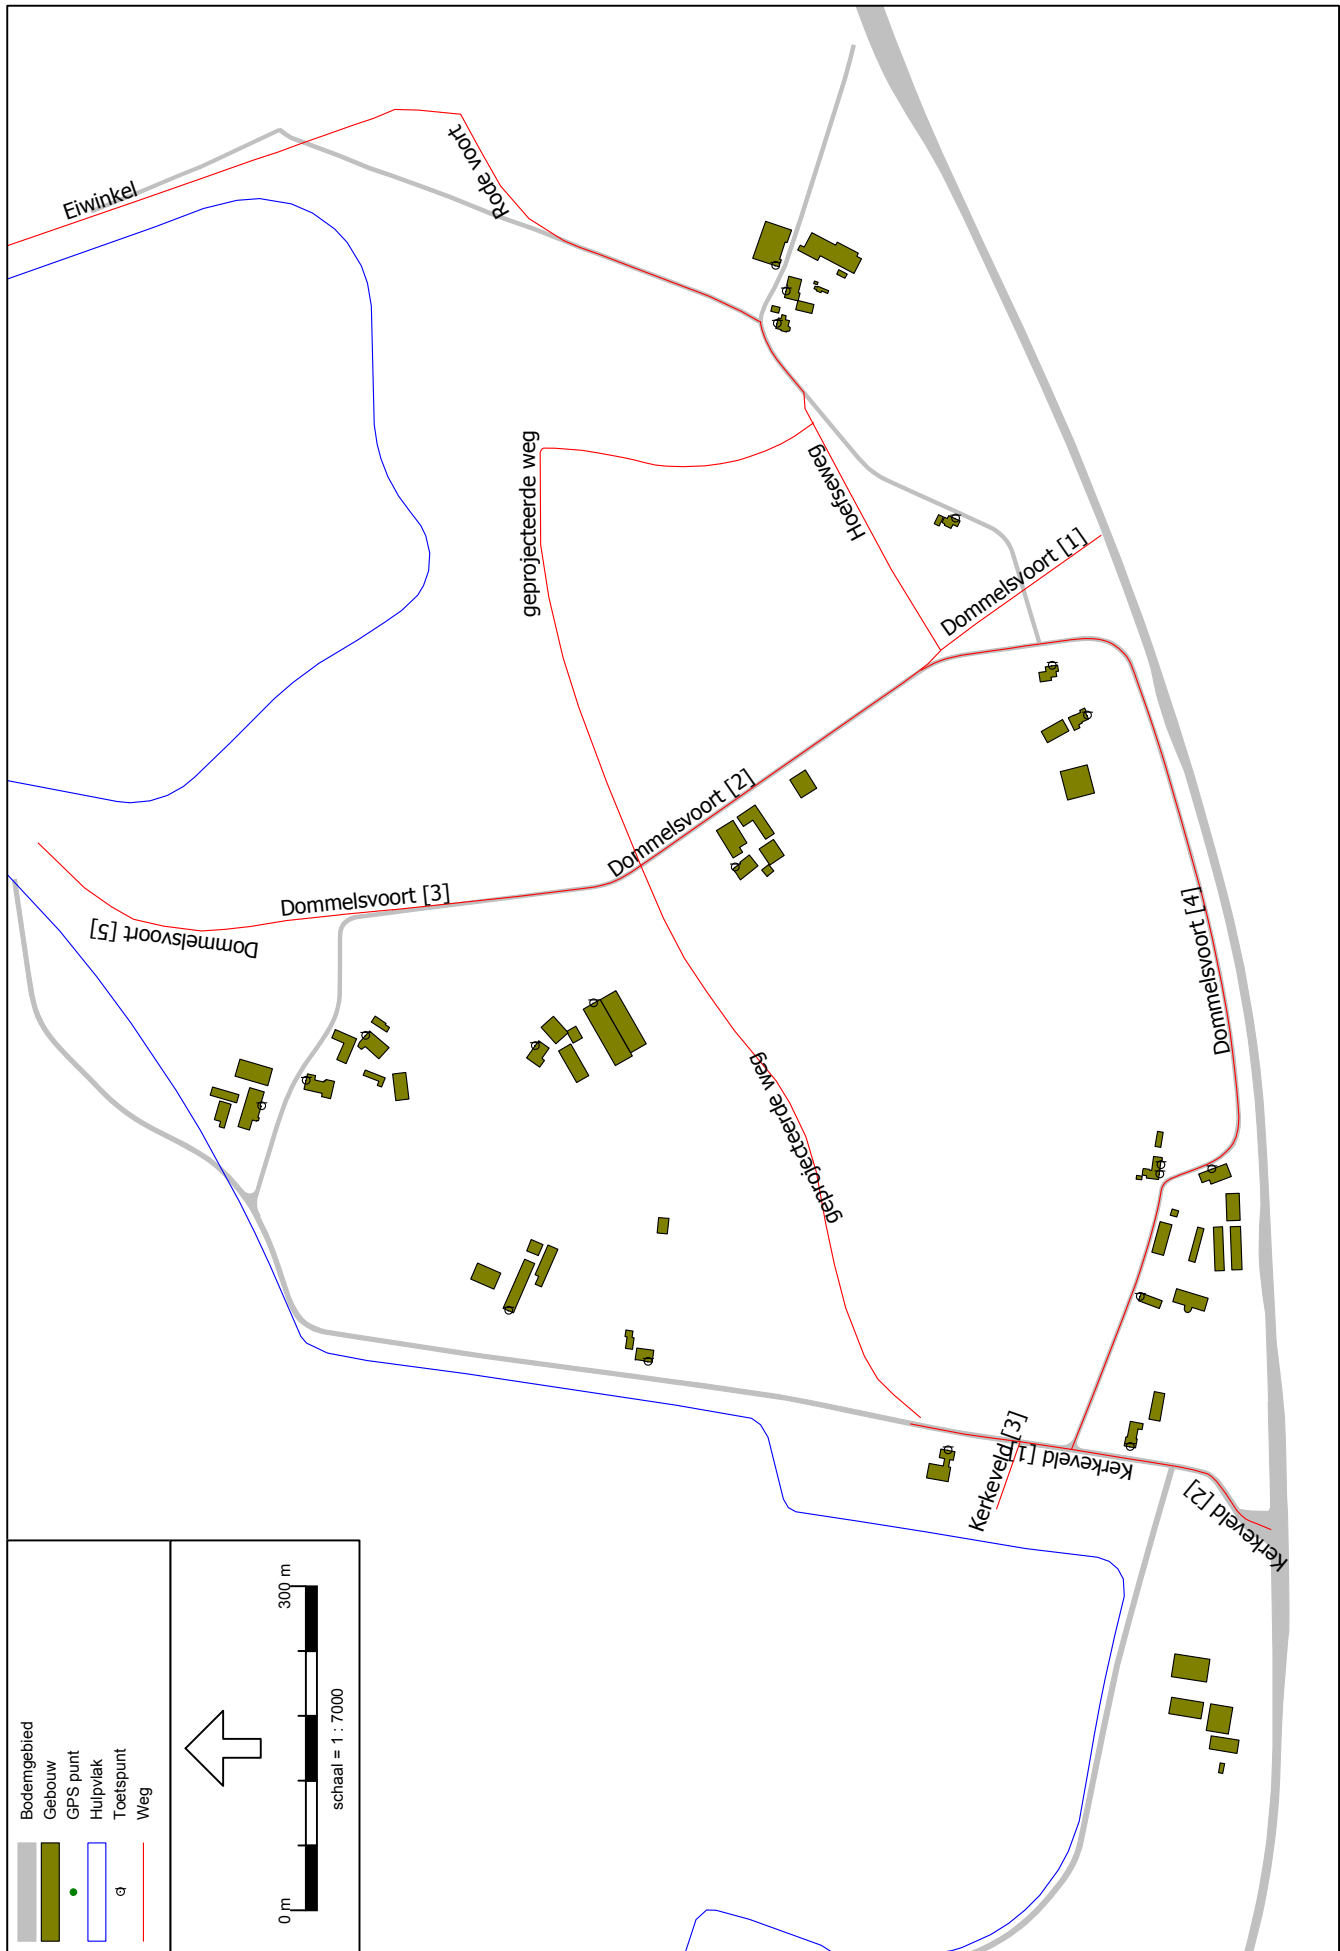 Eiwinkel
Rode voort
geprojecteerde weg
Hoefseweg
Dommelsvoort [1]
Dommelsvoort [2]
Dommelsvoort [3]
Dommelsvoort [5]
Dommelsvoort [4]
geprojecteerde weg
Kerkeveld [3]
Kerkeveld [1]
Kerkeveld [2]
Bodemgebied
Gebouw
GPS punt
Hulpvlak
Toetspunt
Weg
0 m
300 m
schaal = 1 : 7000